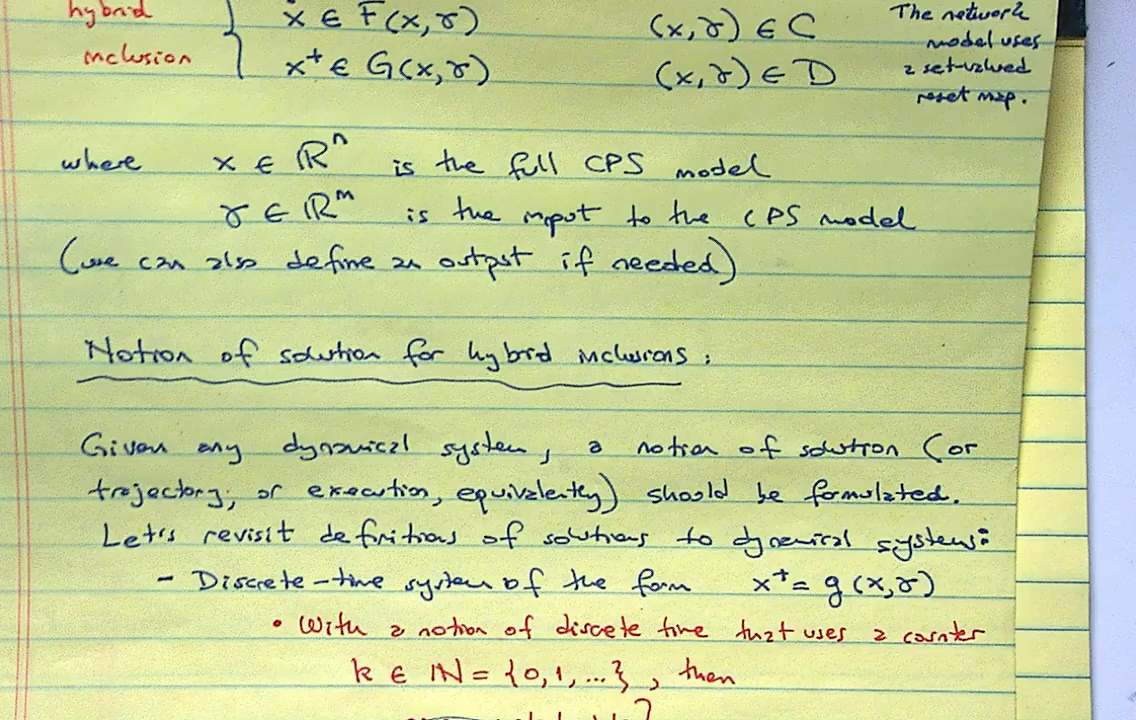 hybrid ẋ ∈ F(x,γ) (x,γ) ∈ C The network
model uses
inclusion x⁺ ∈ G(x,γ) (x,γ) ∈ D a set-valued
reset map.
where x ∈ ℝⁿ is the full CPS model
γ ∈ ℝᵐ is the input to the CPS model
(we can also define an output if needed)
Notion of solution for hybrid inclusions:
Given any dynamical system, a notion of solution (or
trajectory, or execution, equivalently) should be formulated.
Let's revisit definitions of solutions to dynamical systems:
- Discrete-time system of the form x⁺ = g(x,γ)
• With a notion of discrete time that uses a counter
k ∈ ℕ = {0,1,...}, then